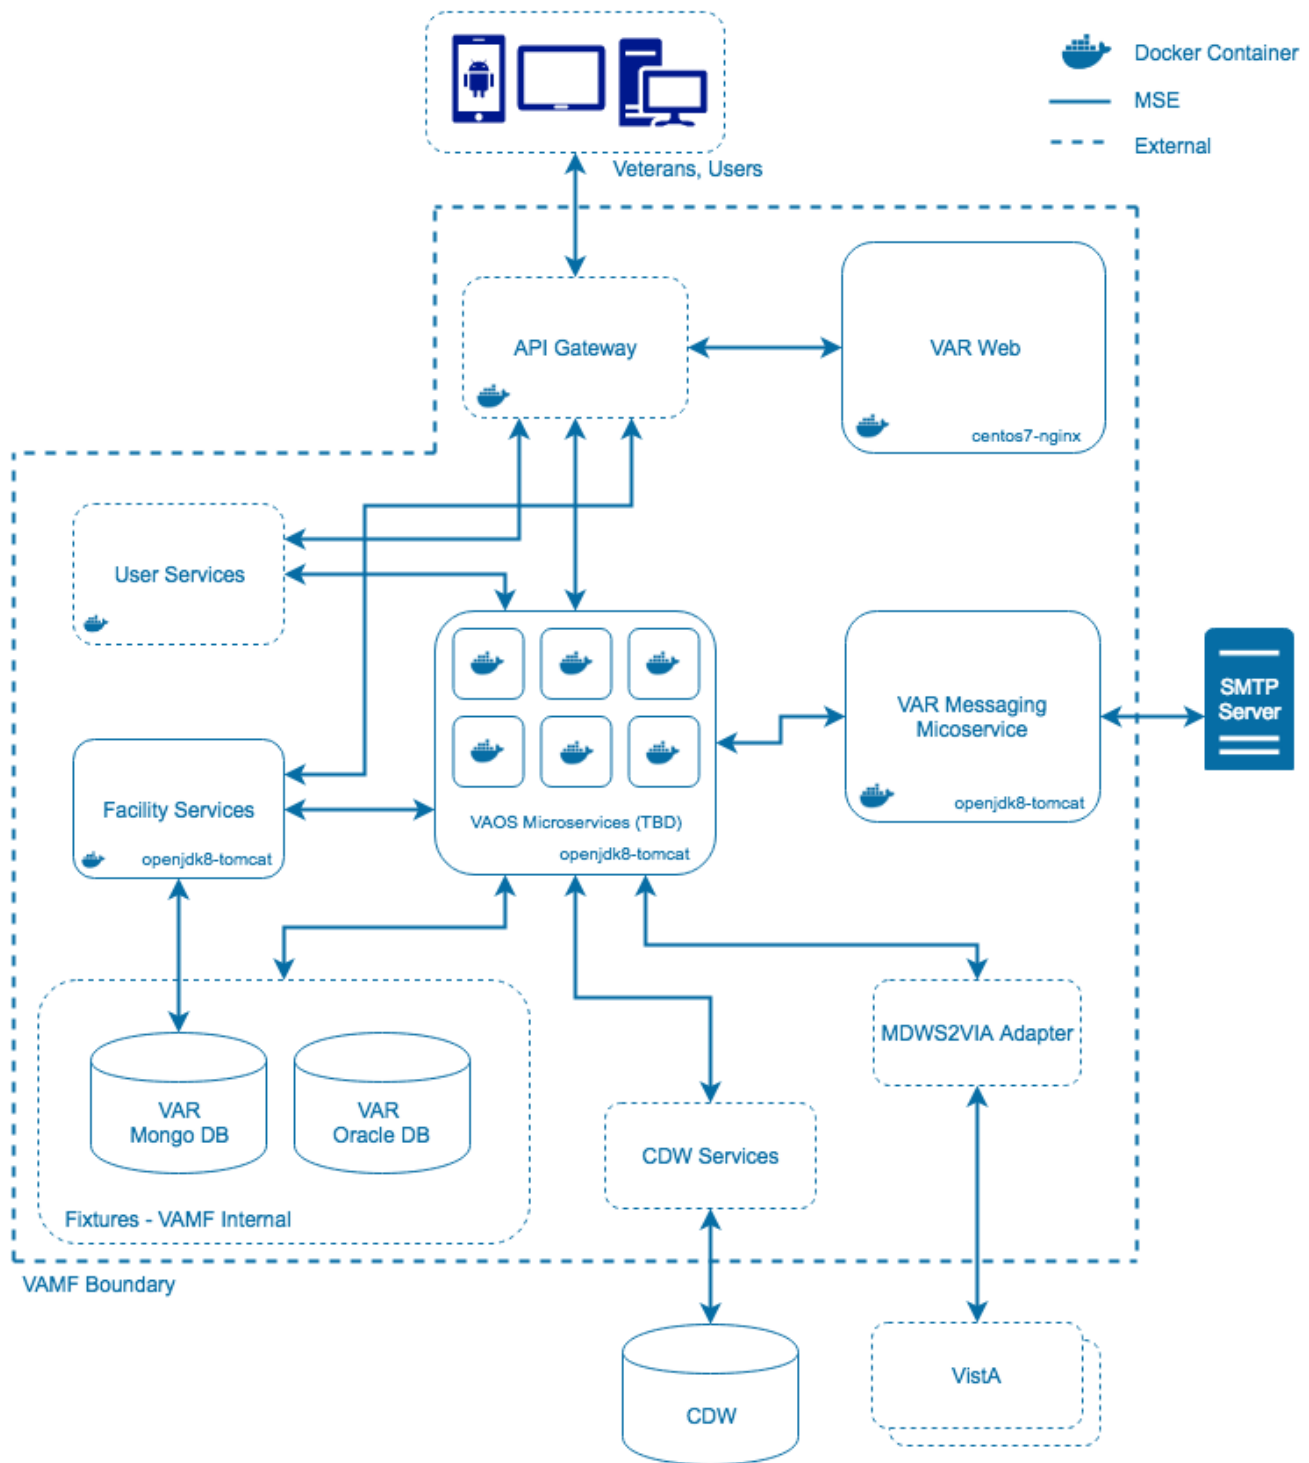 Docker Container
MSE
External
Veterans, Users
API Gateway
VAR Web
centos7-nginx
User Services
VAR Messaging
Micoservice
openjdk8-tomcat
SMTP
Server
Facility Services
openjdk8-tomcat
VAOS Microservices (TBD)
openjdk8-tomcat
MDWS2VIA Adapter
VAR
Mongo DB
VAR
Oracle DB
CDW Services
Fixtures - VAMF Internal
VAMF Boundary
VistA
CDW